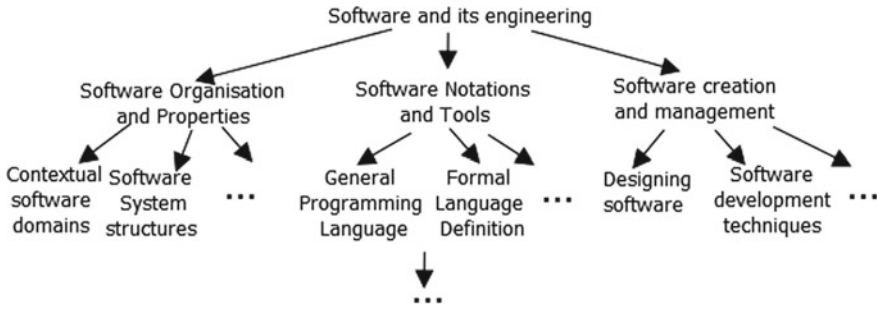 Software and its engineering
Software Organisation
and Properties
Software Notations
and Tools
Software creation
and management
Contextual
software
domains
Software
System
structures
...
General
Programming
Language
Formal
Language
Definition
...
Designing
software
Software
development
techniques
...
...